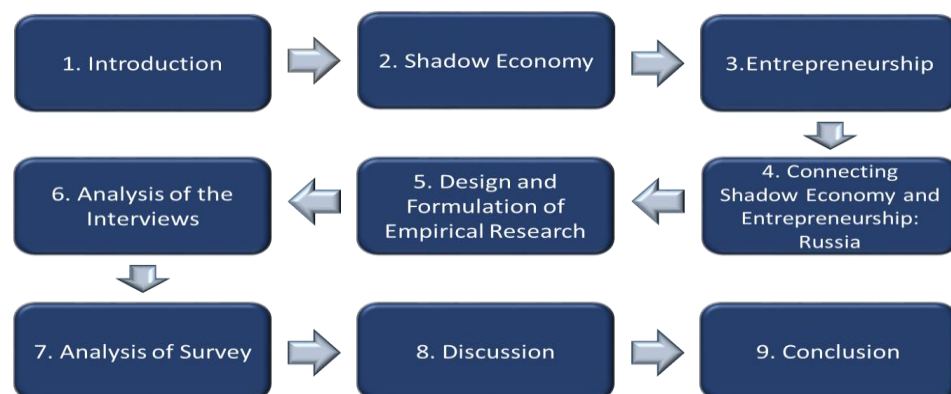 1. Introduction
2. Shadow Economy
3.Entrepreneurship
4. Connecting
Shadow Economy and
Entrepreneurship:
Russia
5. Design and
Formulation of
Empirical Research
6. Analysis of the
Interviews
7. Analysis of Survey
8. Discussion
9. Conclusion